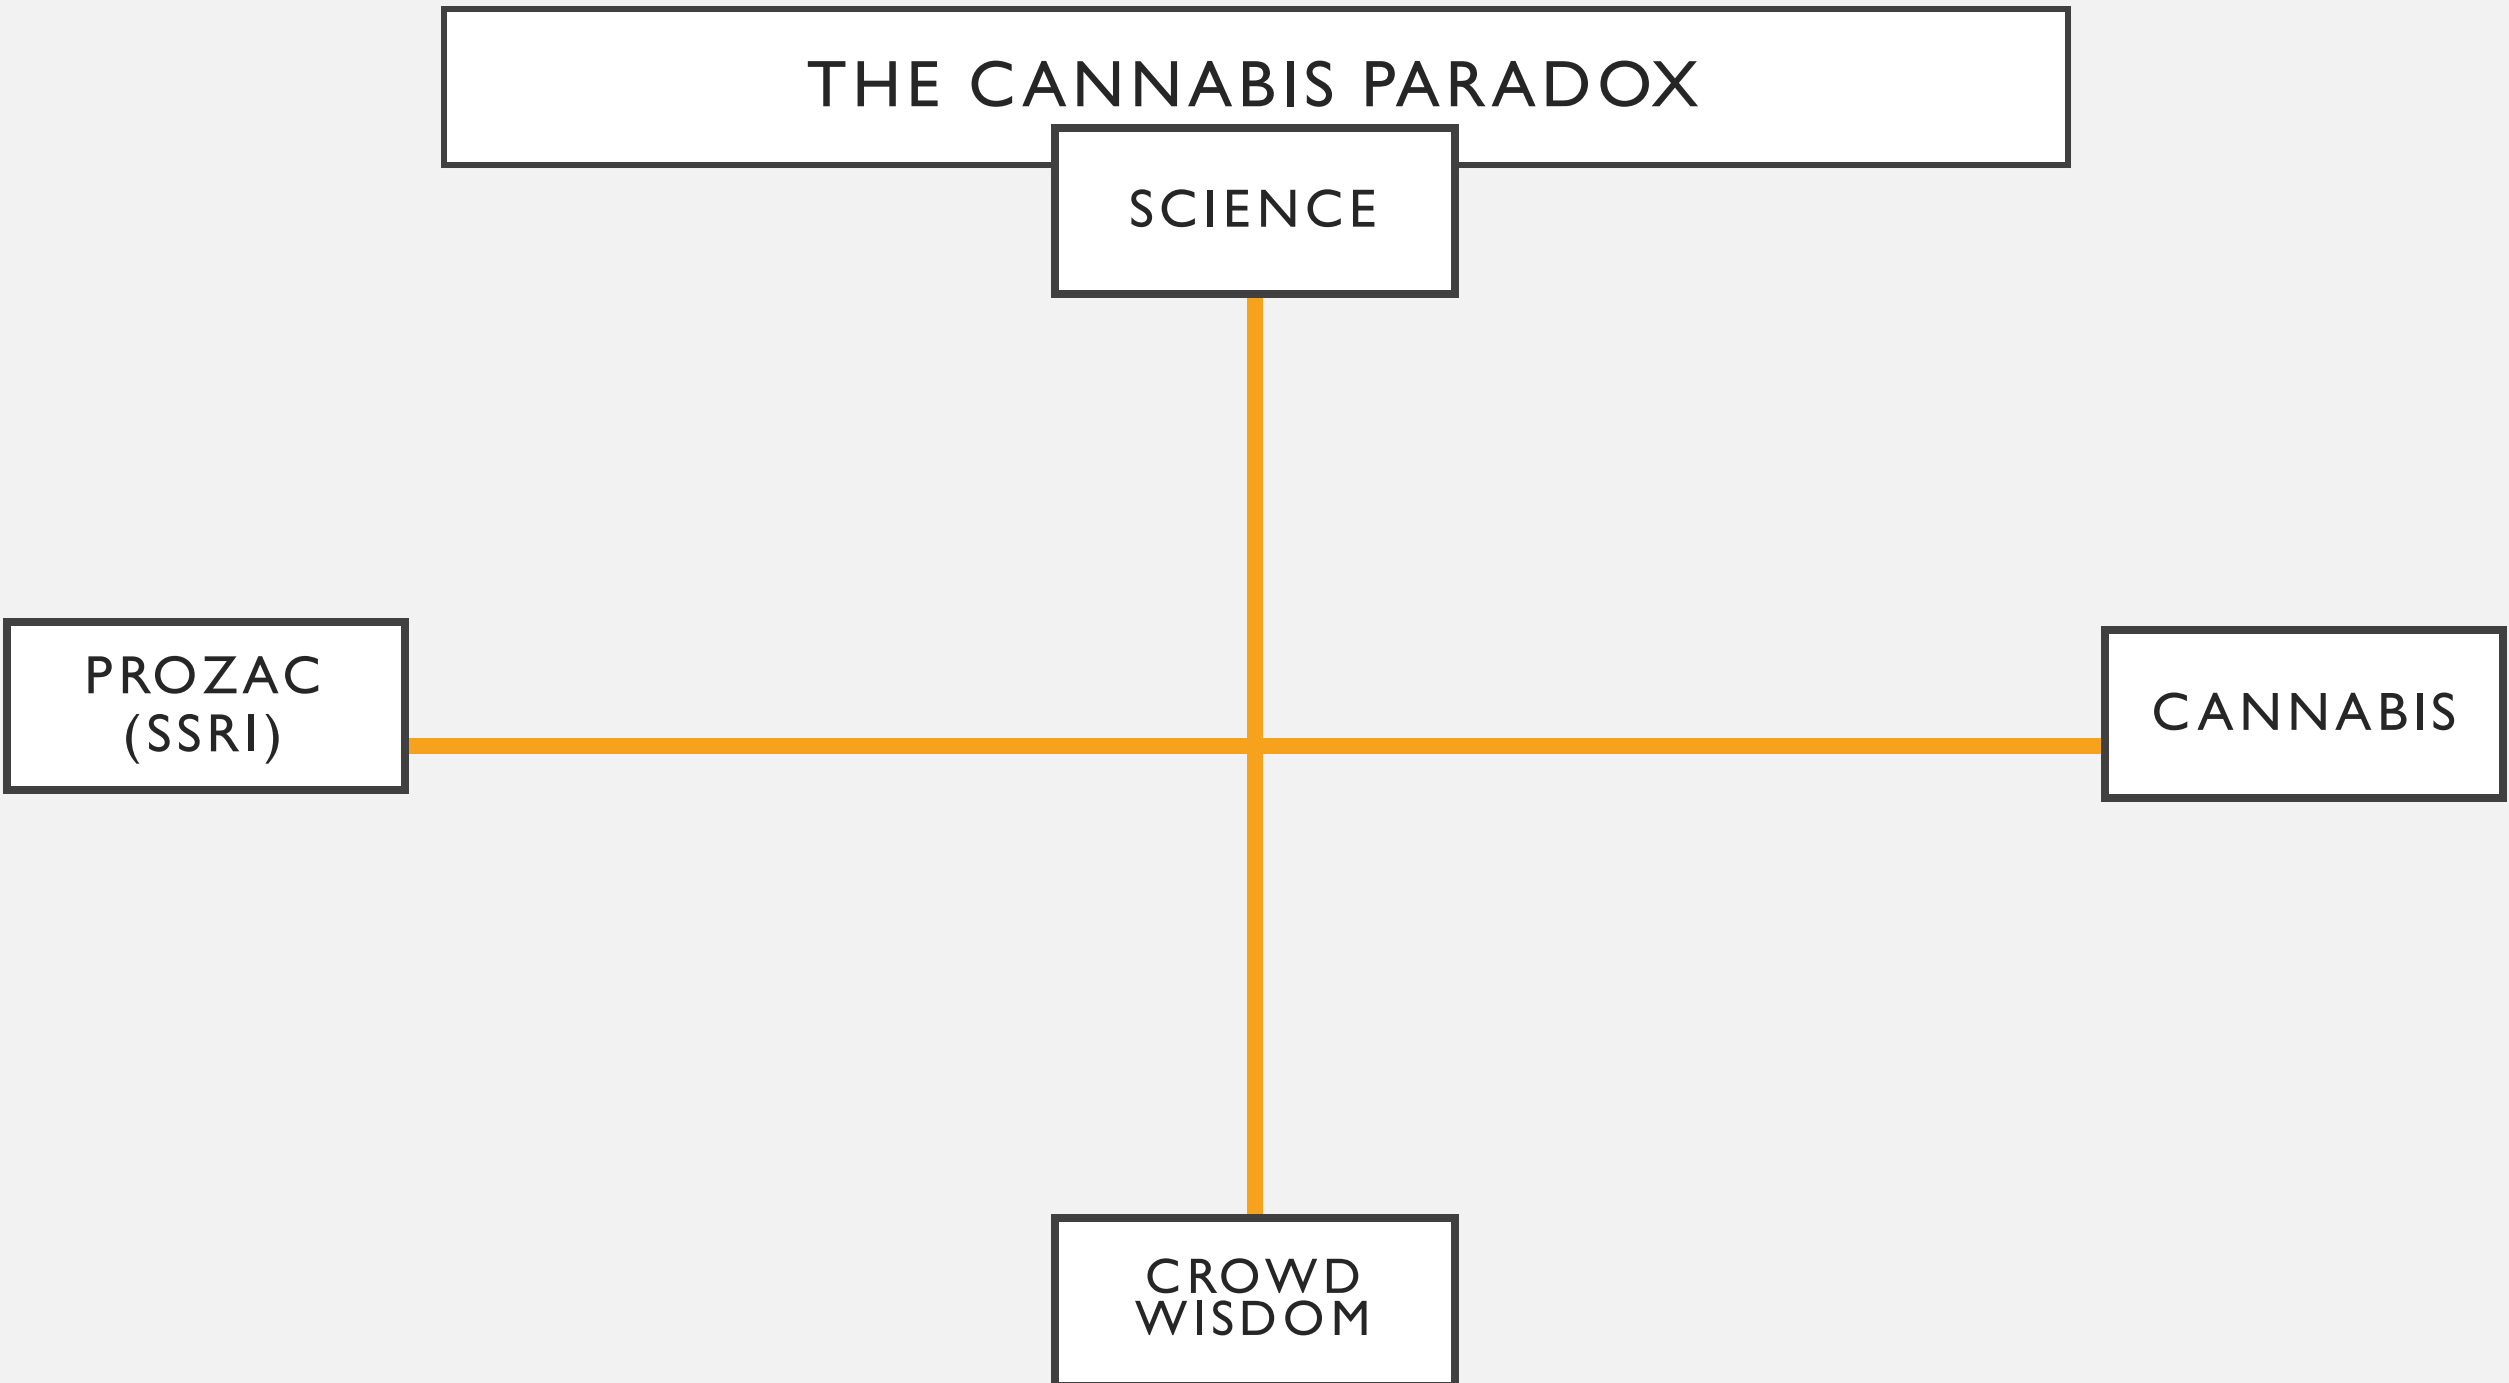 THE CANNABIS PARADOX
SCIENCE
PROZAC
(SSRI)
CANNABIS
CROWD
WISDOM